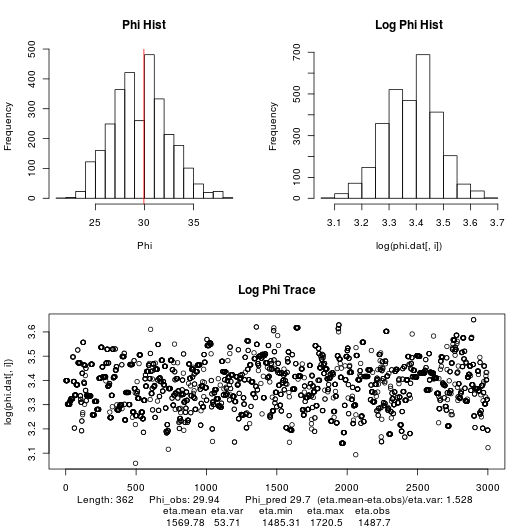 Phi Hist
Log Phi Hist
Frequency
0 100 200 300 400 500
25 30 35
Phi
Frequency
0 100 300 500 700
3.1 3.2 3.3 3.4 3.5 3.6 3.7
log(phi.dat[, i])
Log Phi Trace
log(phi.dat[, i])
3.1 3.2 3.3 3.4 3.5 3.6
0 500 1000 1500 2000 2500 3000
Length: 362 Phi_obs: 29.94 Phi_pred 29.7 (eta.mean-eta.obs)/eta.var: 1.528
eta.mean eta.var eta.min eta.max eta.obs
1569.78 53.71 1485.31 1720.5 1487.7